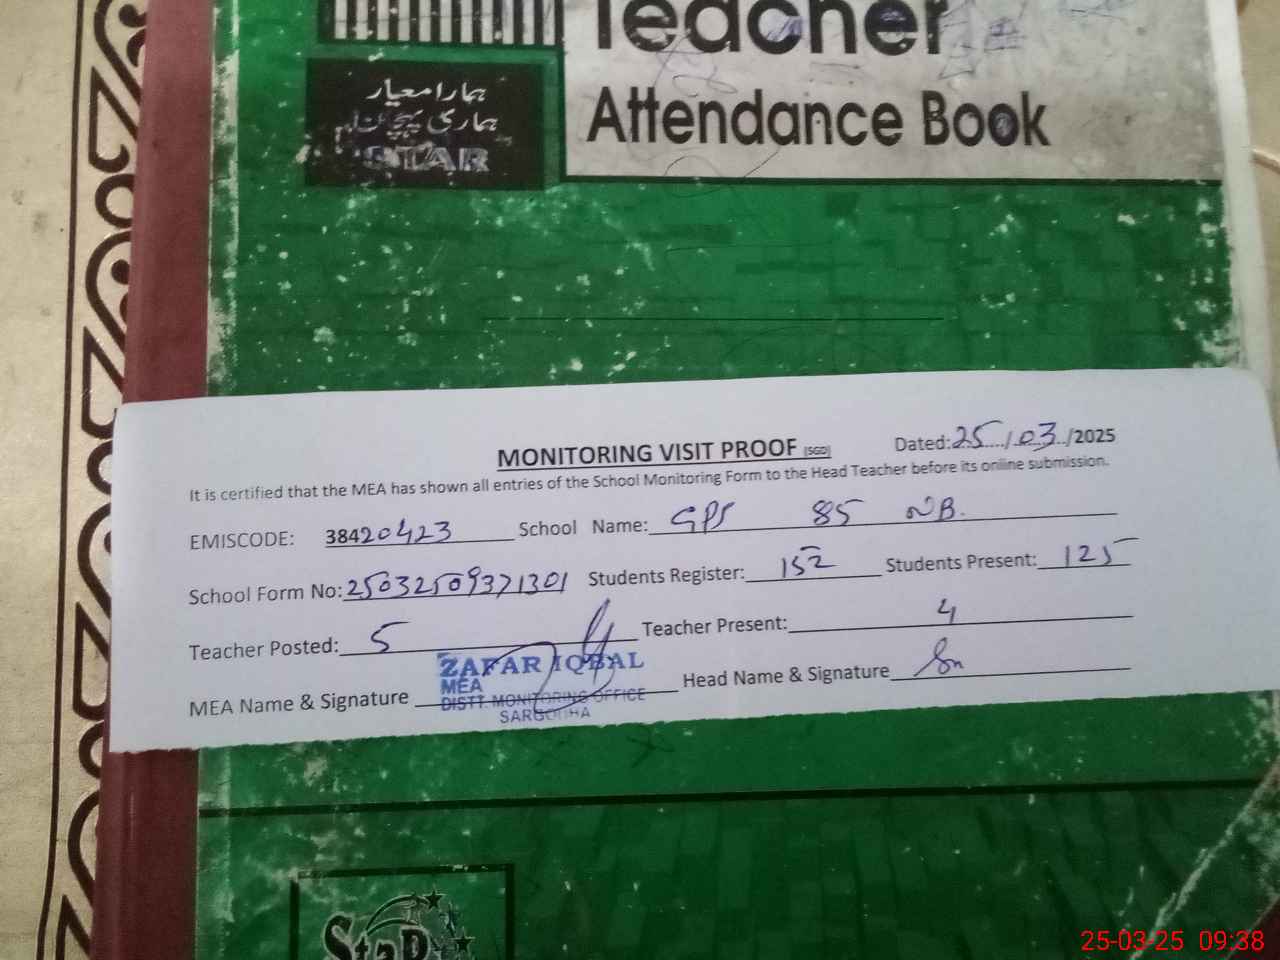 Teacher
Attendance Book
ہمارا معیار
ہماری پہچان
STAR
MONITORING VISIT PROOF (SGD) Dated: 25/03/2025
It is certified that the MEA has shown all entries of the School Monitoring Form to the Head Teacher before its online submission.
EMISCODE: 38420423 School Name: GPS 85 NB.
School Form No: 25032509371301 Students Register: 152 Students Present: 125
Teacher Posted: 5 Teacher Present: 4
MEA Name & Signature Head Name & Signature
ZAFAR IQBAL
MEA
DISTT. MONITORING OFFICE
SARGODHA
Star
25-03-25 09:38